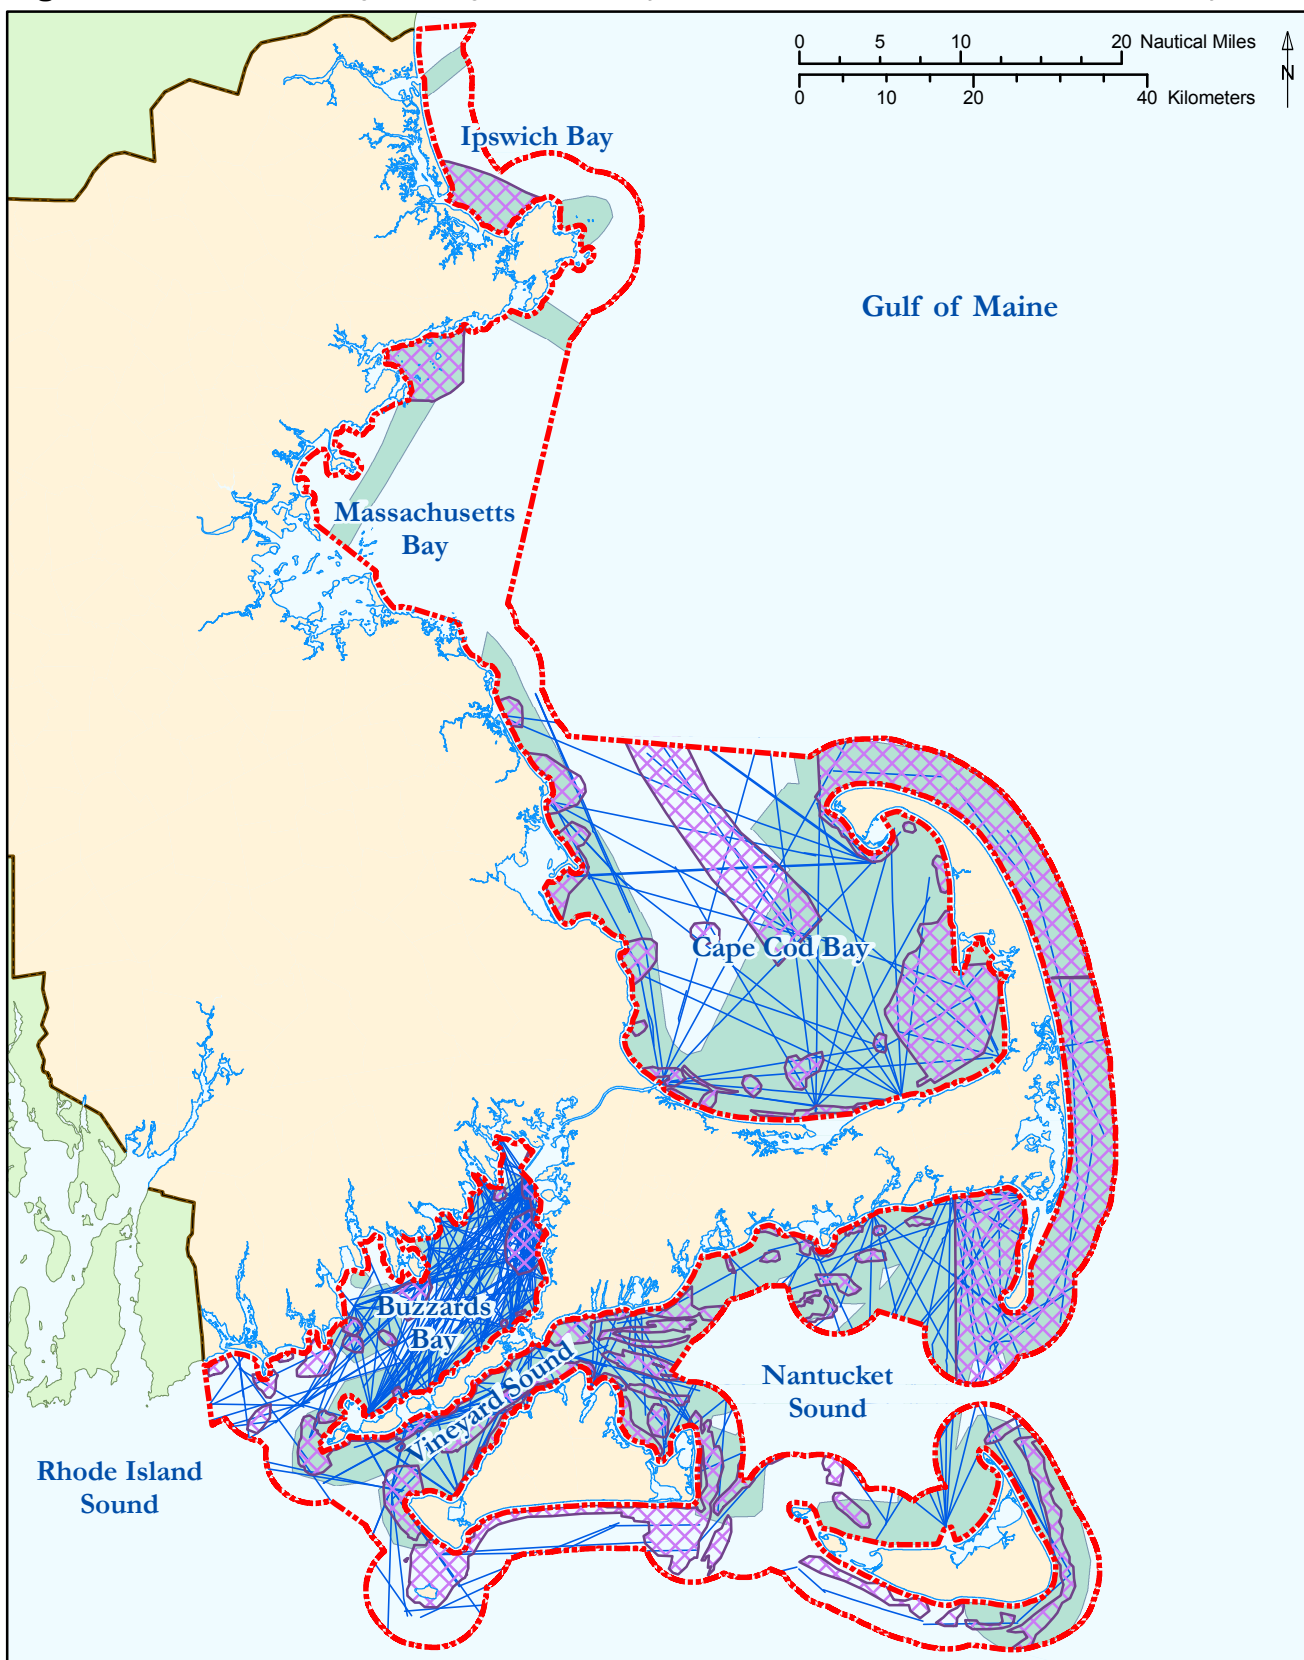 0 5 10 20 Nautical Miles
0 10 20 40 Kilometers
N
Ipswich Bay
Gulf of Maine
Massachusetts
Bay
Cape Cod Bay
Buzzards
Bay
Vineyard Sound
Nantucket
Sound
Rhode Island
Sound